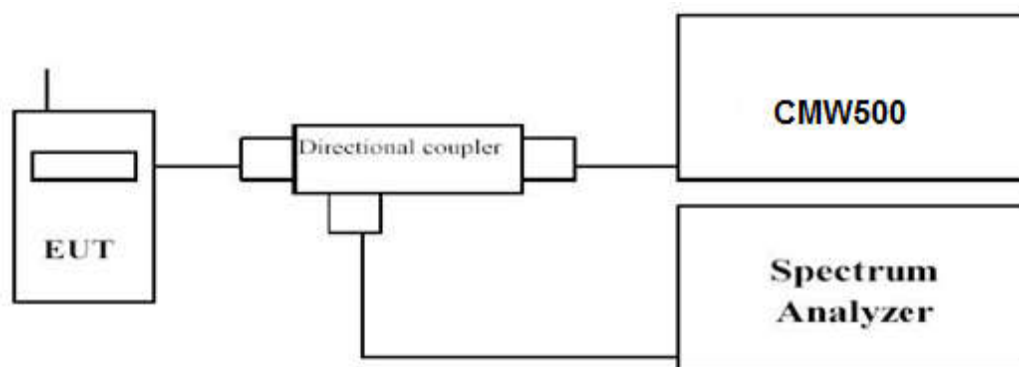 CMW500
Directional coupler
EUT
Spectrum
Analyzer